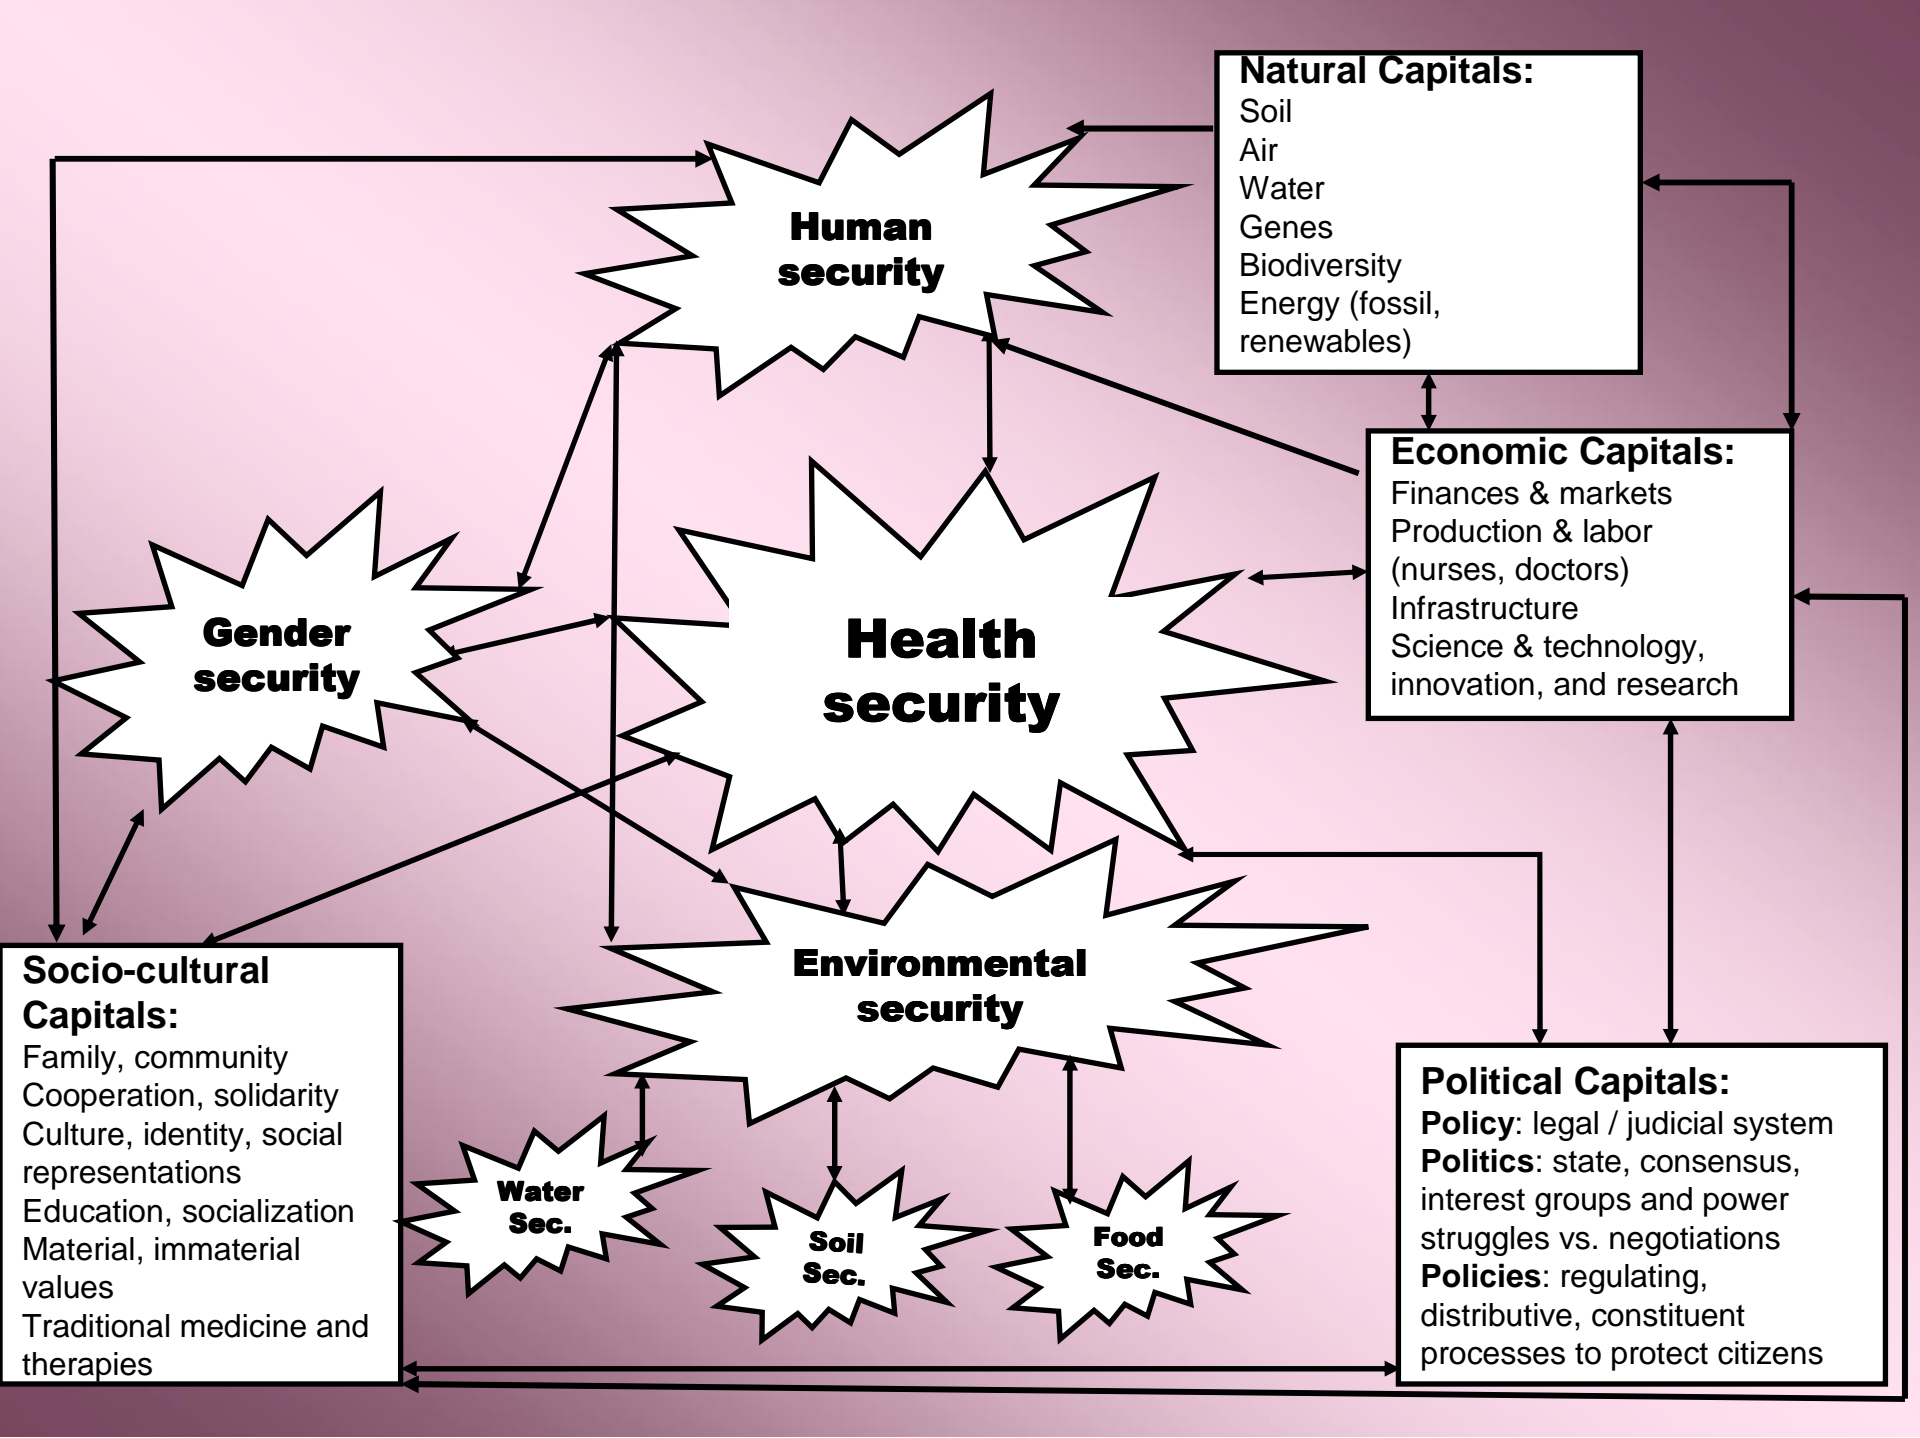 Natural Capitals:
Soil
Air
Water
Genes
Biodiversity
Energy (fossil,
renewables)
Human
security
Economic Capitals:
Finances & markets
Production & labor
(nurses, doctors)
Infrastructure
Science & technology,
innovation, and research
Gender
security
Health
security
Environmental
security
Socio-cultural
Capitals:
Family, community
Cooperation, solidarity
Culture, identity, social
representations
Education, socialization
Material, immaterial
values
Traditional medicine and
therapies
Water
Sec.
Soil
Sec.
Food
Sec.
Political Capitals:
Policy: legal / judicial system
Politics: state, consensus,
interest groups and power
struggles vs. negotiations
Policies: regulating,
distributive, constituent
processes to protect citizens